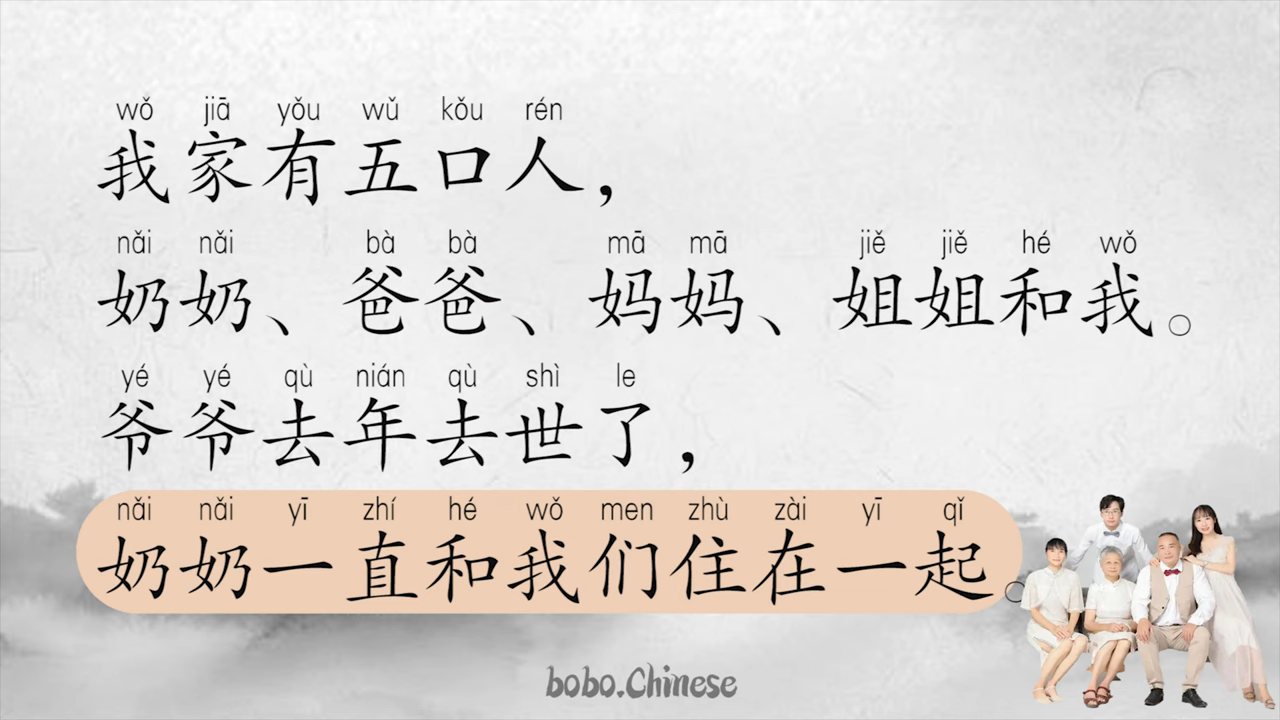 wǒ jiā yǒu wǔ kǒu rén
我家有五口人，
nǎi nǎi bà bà mā mā jiě jiě hé wǒ
奶奶、爸爸、妈妈、姐姐和我。
yé yé qù nián qù shì le
爷爷去年去世了，
nǎi nǎi yī zhí hé wǒ men zhù zài yī qǐ
奶奶一直和我们住在一起。
bobo.Chinese